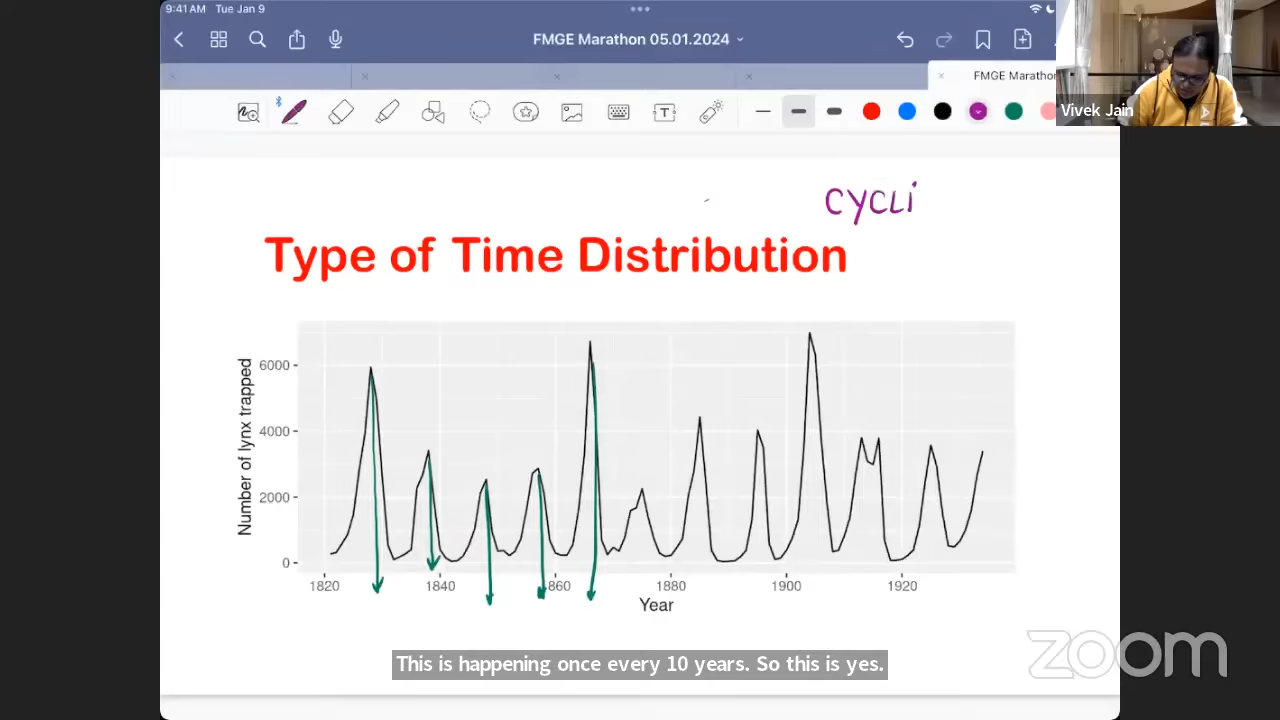 9:41 AM Tue Jan 9
FMGE Marathon 05.01.2024
FMGE Marathon
T
Vivek Jain
CYCLI
Type of Time Distribution
Number of lynx trapped
6000
4000
2000
0
1820
1840
860
1880
1900
1920
Year
This is happening once every 10 years. So this is yes.
zoom